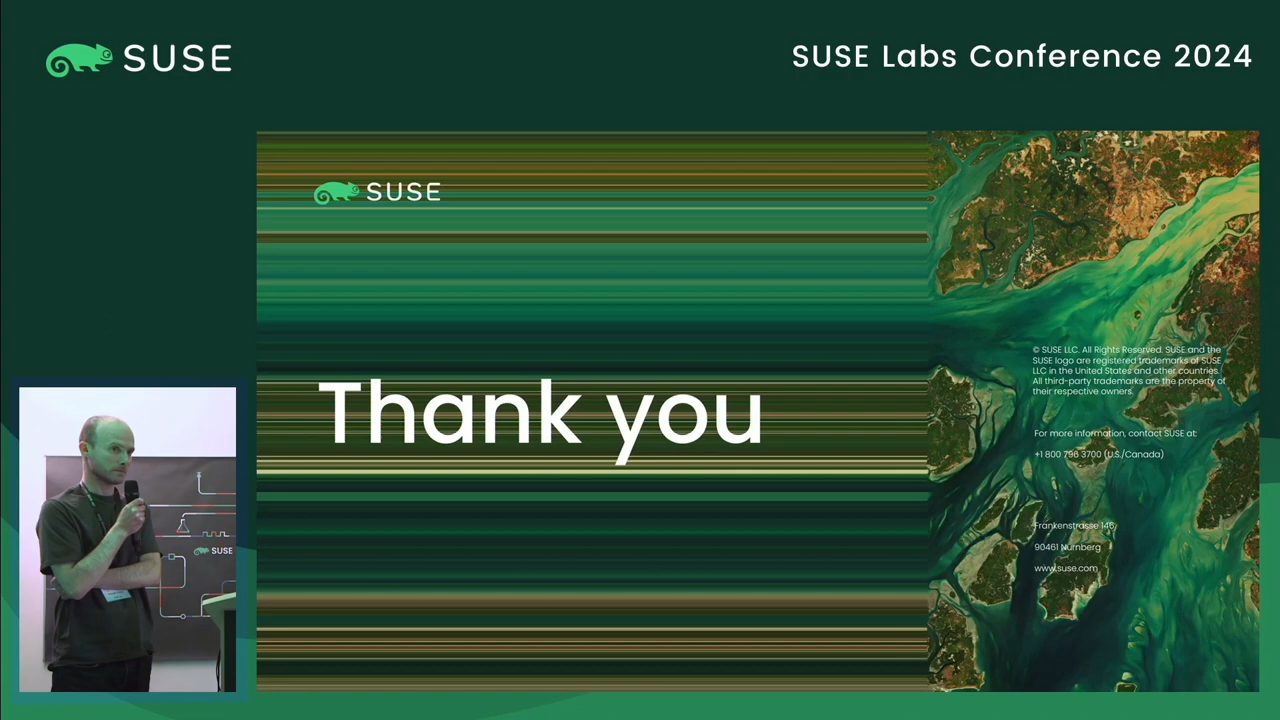 SUSE
SUSE Labs Conference 2024
SUSE
Thank you
© SUSE LLC. All Rights Reserved. SUSE and the
SUSE logo are registered trademarks of SUSE
LLC in the United States and other countries.
All third-party trademarks are the property of
their respective owners.
For more information, contact SUSE at:
+1 800 796 3700 (U.S./Canada)
Frankenstrasse 146
90461 Nürnberg
www.suse.com
SUSE